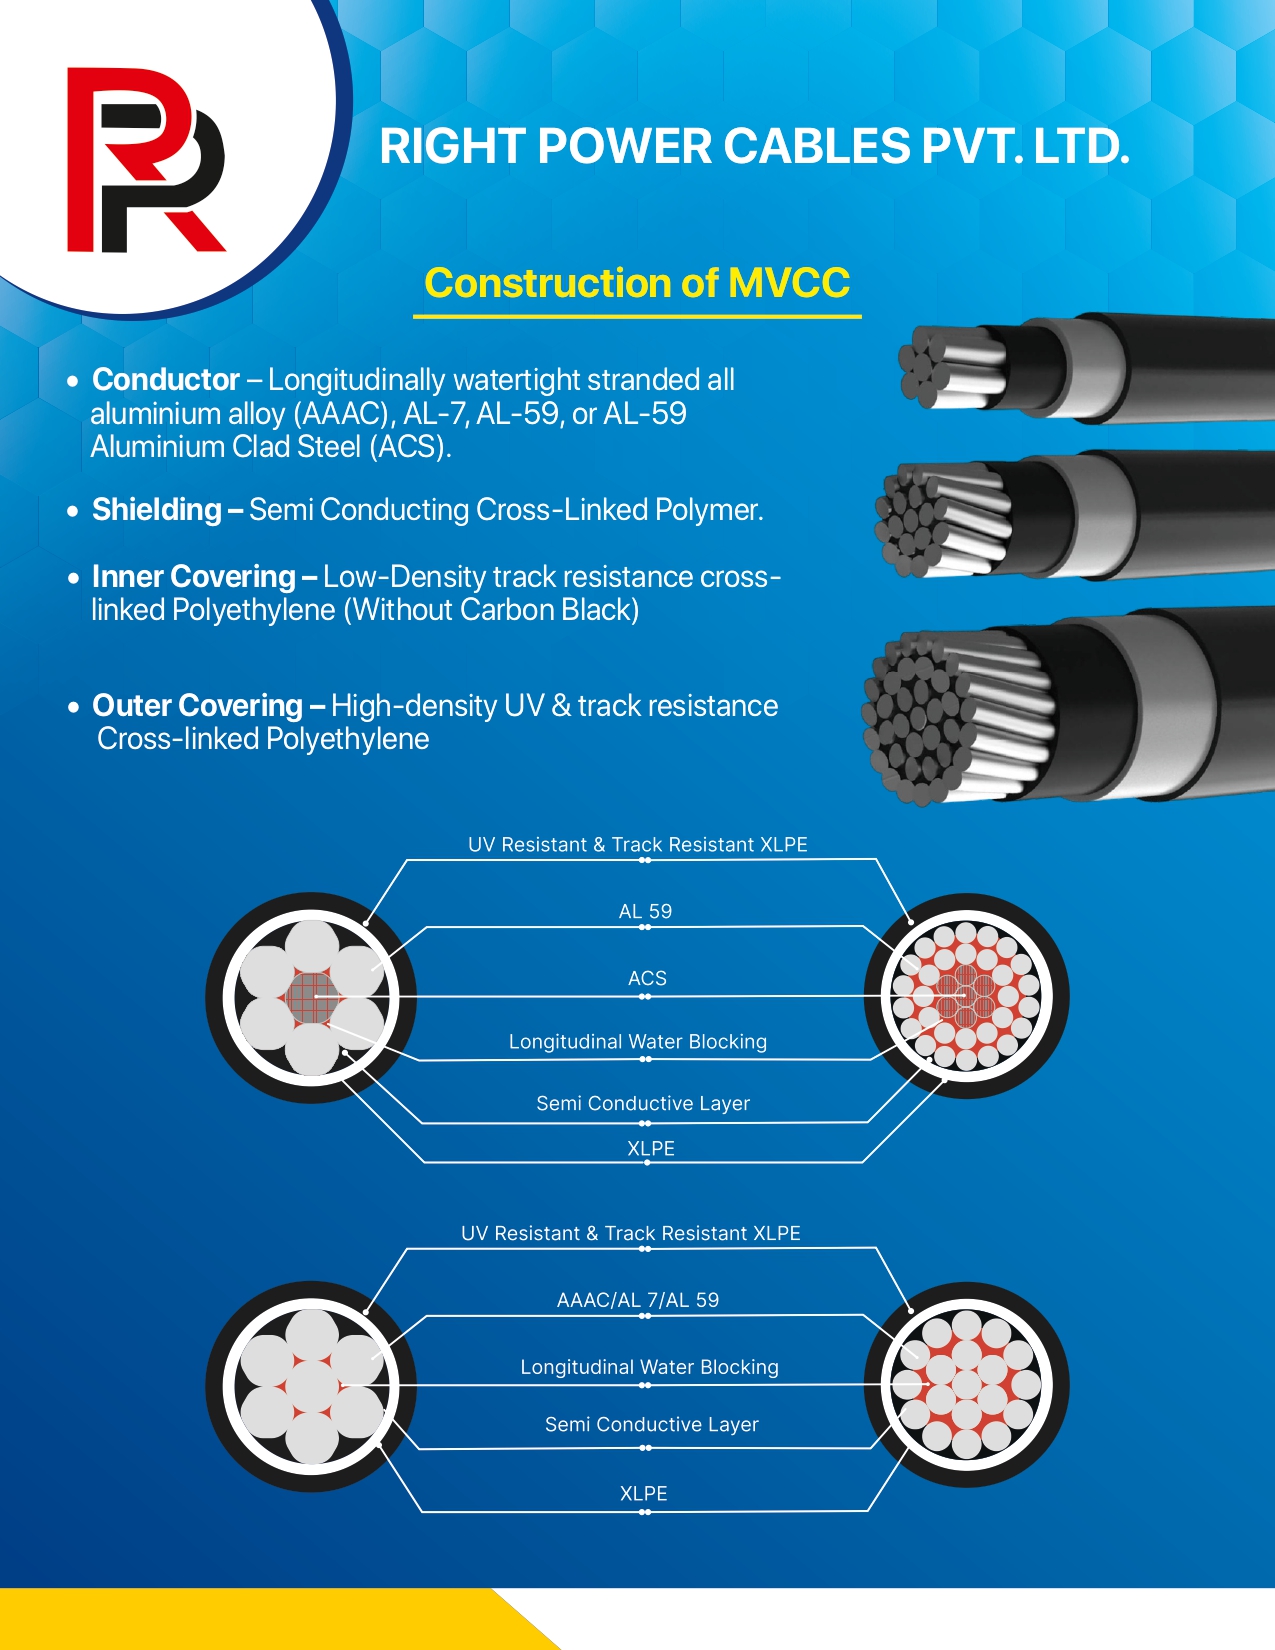 RIGHT POWER CABLES PVT. LTD.
Construction of MVCC
• Conductor – Longitudinally watertight stranded all
aluminium alloy (AAAC), AL-7, AL-59, or AL-59
Aluminium Clad Steel (ACS).
• Shielding – Semi Conducting Cross-Linked Polymer.
• Inner Covering – Low-Density track resistance cross-
linked Polyethylene (Without Carbon Black)
• Outer Covering – High-density UV & track resistance
Cross-linked Polyethylene
UV Resistant & Track Resistant XLPE
AL 59
ACS
Longitudinal Water Blocking
Semi Conductive Layer
XLPE
UV Resistant & Track Resistant XLPE
AAAC/AL 7/AL 59
Longitudinal Water Blocking
Semi Conductive Layer
XLPE